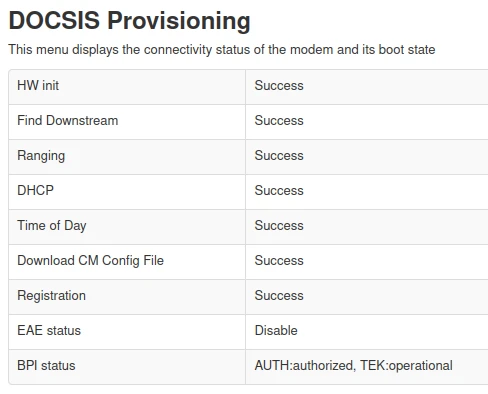 DOCSIS Provisioning
This menu displays the connectivity status of the modem and its boot state
HW init Success
Find Downstream Success
Ranging Success
DHCP Success
Time of Day Success
Download CM Config File Success
Registration Success
EAE status Disable
BPI status AUTH:authorized, TEK:operational